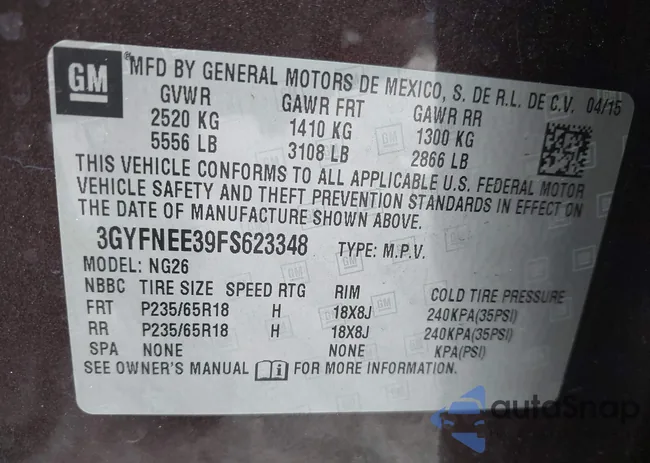 GM
MFD BY GENERAL MOTORS DE MEXICO, S. DE R.L. DE C.V. 04/15
GVWR GAWR FRT GAWR RR
2520 KG 1410 KG 1300 KG
5556 LB 3108 LB 2866 LB
THIS VEHICLE CONFORMS TO ALL APPLICABLE U.S. FEDERAL MOTOR
VEHICLE SAFETY AND THEFT PREVENTION STANDARDS IN EFFECT ON
THE DATE OF MANUFACTURE SHOWN ABOVE.
3GYFNEE39FS623348 TYPE: M.P.V.
MODEL: NG26
NBBC TIRE SIZE SPEED RTG RIM COLD TIRE PRESSURE
FRT P235/65R18 H 18X8J 240KPA(35PSI)
RR P235/65R18 H 18X8J 240KPA(35PSI)
SPA NONE NONE KPA(PSI)
SEE OWNER'S MANUAL FOR MORE INFORMATION.
autoSnap